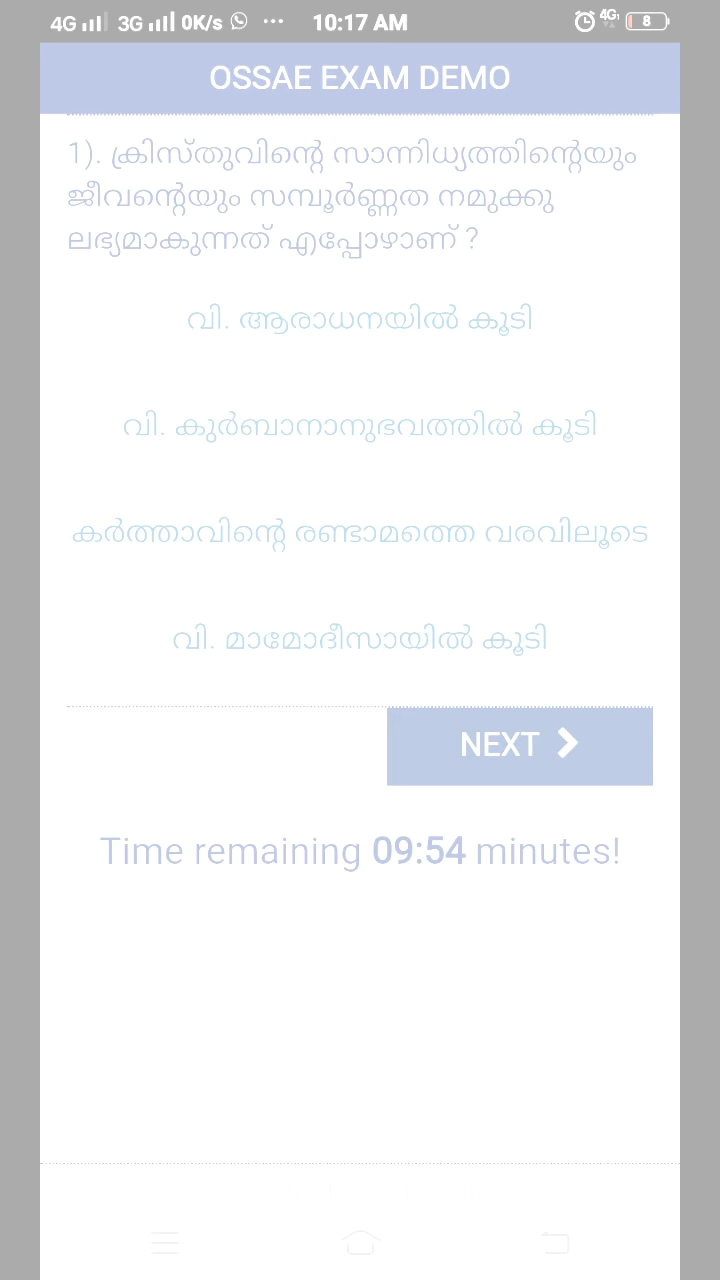 4G 3G 0K/s ... 10:17 AM 4G 8
OSSAE EXAM DEMO
1). ക്രിസ്തുവിന്റെ സാന്നിധ്യത്തിന്റെയും
ജീവന്റെയും സമ്പൂർണ്ണത നമുക്കു
ലഭ്യമാകുന്നത് എപ്പോഴാണ് ?
വി. ആരാധനയിൽ കൂടി
വി. കുർബാനാനുഭവത്തിൽ കൂടി
കർത്താവിന്റെ രണ്ടാമത്തെ വരവിലൂടെ
വി. മാമോദീസായിൽ കൂടി
NEXT
Time remaining 09:54 minutes!